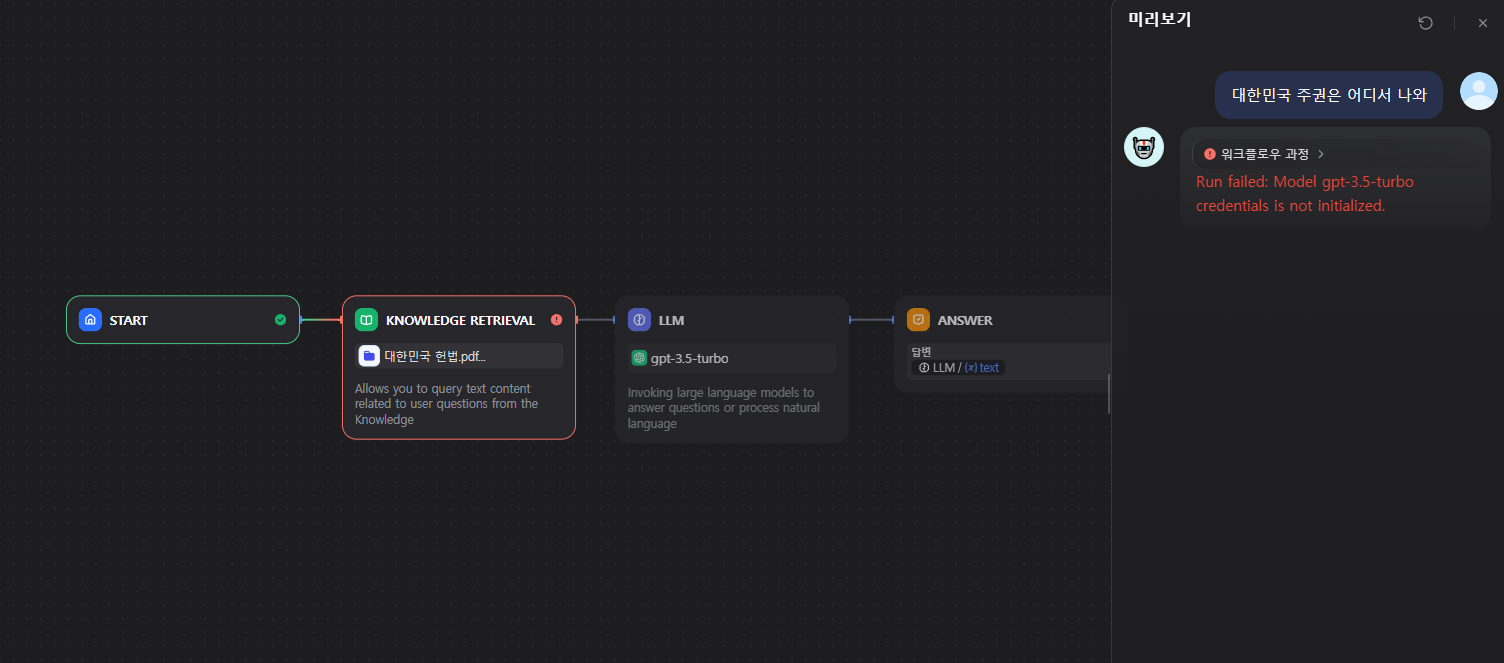 미리보기
대한민국 주권은 어디서 나와
워크플로우 과정
Run failed: Model gpt-3.5-turbo
credentials is not initialized.
START
KNOWLEDGE RETRIEVAL
대한민국 헌법.pdf...
Allows you to query text content
related to user questions from the
Knowledge
LLM
gpt-3.5-turbo
Invoking large language models to
answer questions or process natural
language
ANSWER
답변
LLM / {x} text